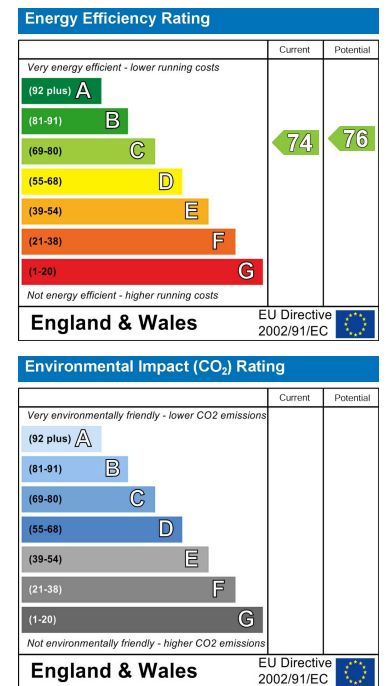 Energy Efficiency Rating
Current Potential
Very energy efficient - lower running costs
(92 plus) A
(81-91) B
(69-80) C
(55-68) D
(39-54) E
(21-38) F
(1-20) G
74 76
Not energy efficient - higher running costs
England & Wales
EU Directive
2002/91/EC
Environmental Impact (CO₂) Rating
Current Potential
Very environmentally friendly - lower CO2 emissions
(92 plus) A
(81-91) B
(69-80) C
(55-68) D
(39-54) E
(21-38) F
(1-20) G
Not environmentally friendly - higher CO2 emissions
England & Wales
EU Directive
2002/91/EC